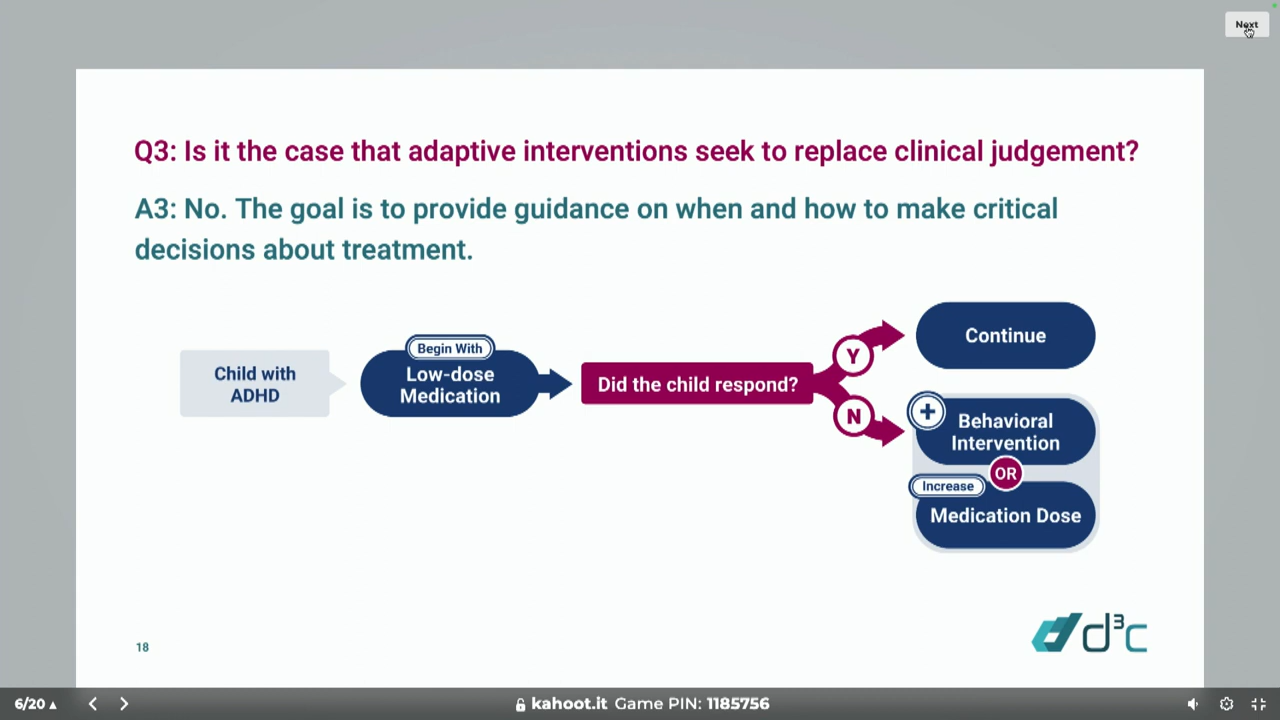 Next
Q3: Is it the case that adaptive interventions seek to replace clinical judgement?
A3: No. The goal is to provide guidance on when and how to make critical
decisions about treatment.
Child with
ADHD
Begin With
Low-dose
Medication
Did the child respond?
Y
Continue
N
+
Behavioral
Intervention
OR
Increase
Medication Dose
18
d³c
6/20
kahoot.it Game PIN: 1185756